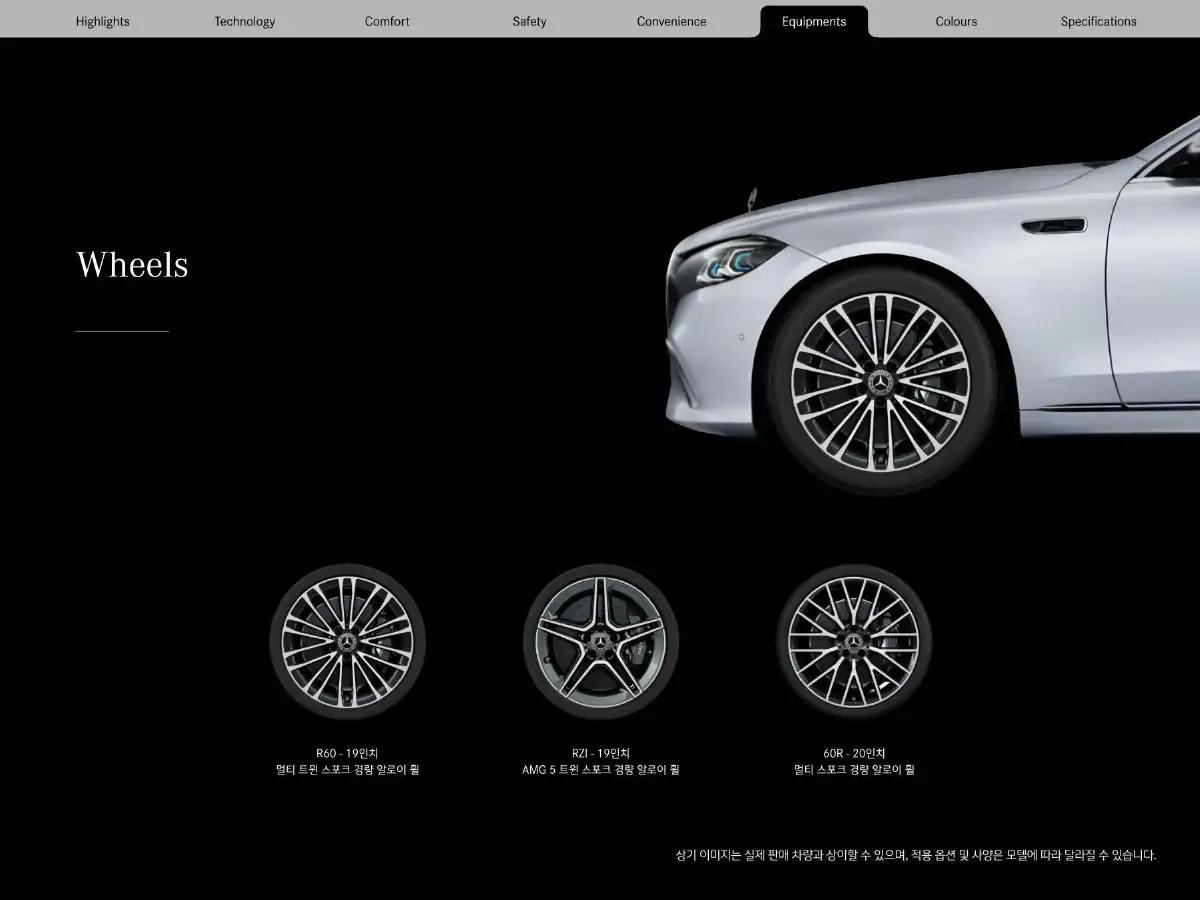 Highlights
Technology
Comfort
Safety
Convenience
Equipments
Colours
Specifications
Wheels
R60 - 19인치
멀티 트윈 스포크 경량 알로이 휠
RZI - 19인치
AMG 5 트윈 스포크 경량 알로이 휠
60R - 20인치
멀티 스포크 경량 알로이 휠
상기 이미지는 실제 판매 차량과 상이할 수 있으며, 적용 옵션 및 사양은 모델에 따라 달라질 수 있습니다.